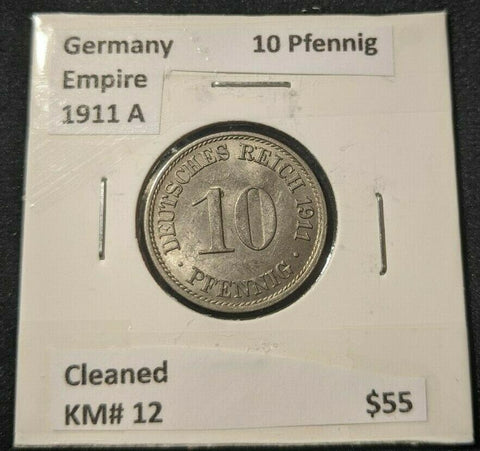 Germany 10 Pfennig
Empire
1911 A
DEUTSCHES REICH 1911
10
· PFENNIG ·
Cleaned
KM# 12 $55